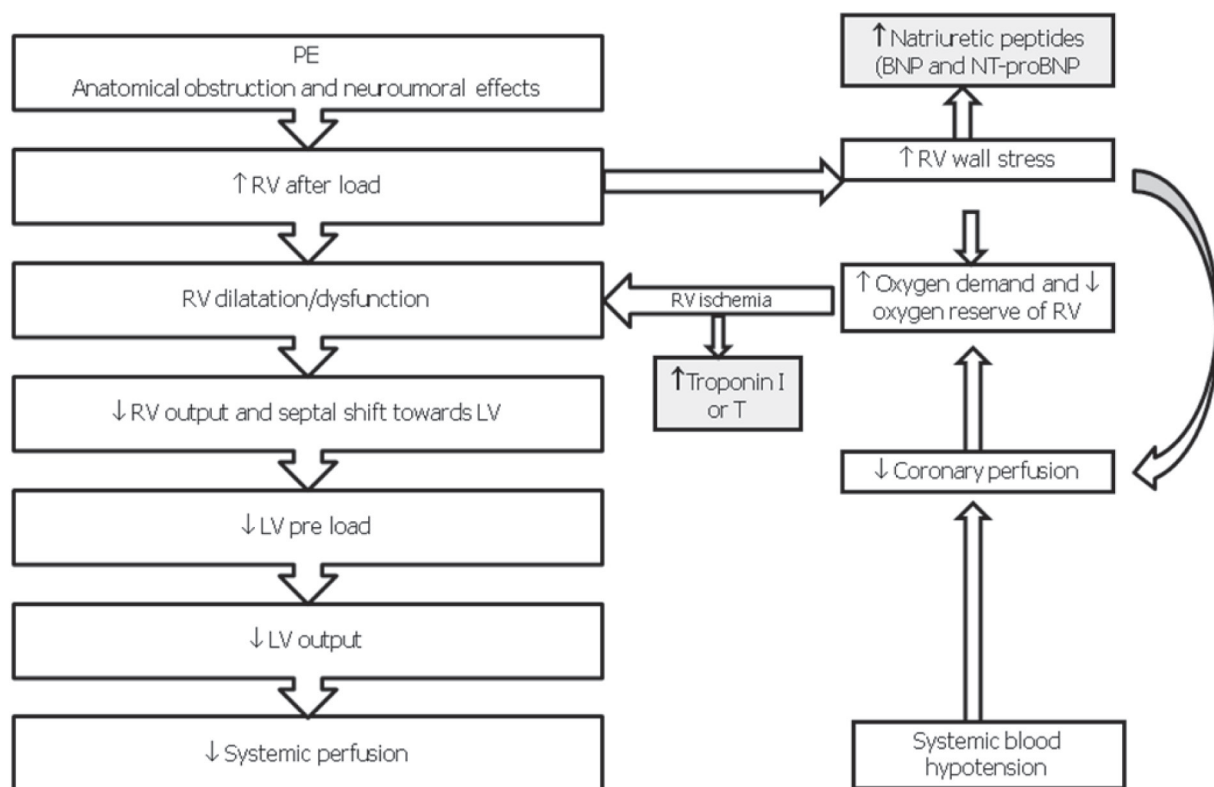 PE
Anatomical obstruction and neuroumoral effects
↑ RV after load
RV dilatation/dysfunction
↓ RV output and septal shift towards LV
↓ LV pre load
↓ LV output
↓ Systemic perfusion
↑ Natriuretic peptides
(BNP and NT-proBNP
↑ RV wall stress
↑ Oxygen demand and ↓
oxygen reserve of RV
RV ischemia
↑ Troponin I
or T
↓ Coronary perfusion
Systemic blood
hypotension